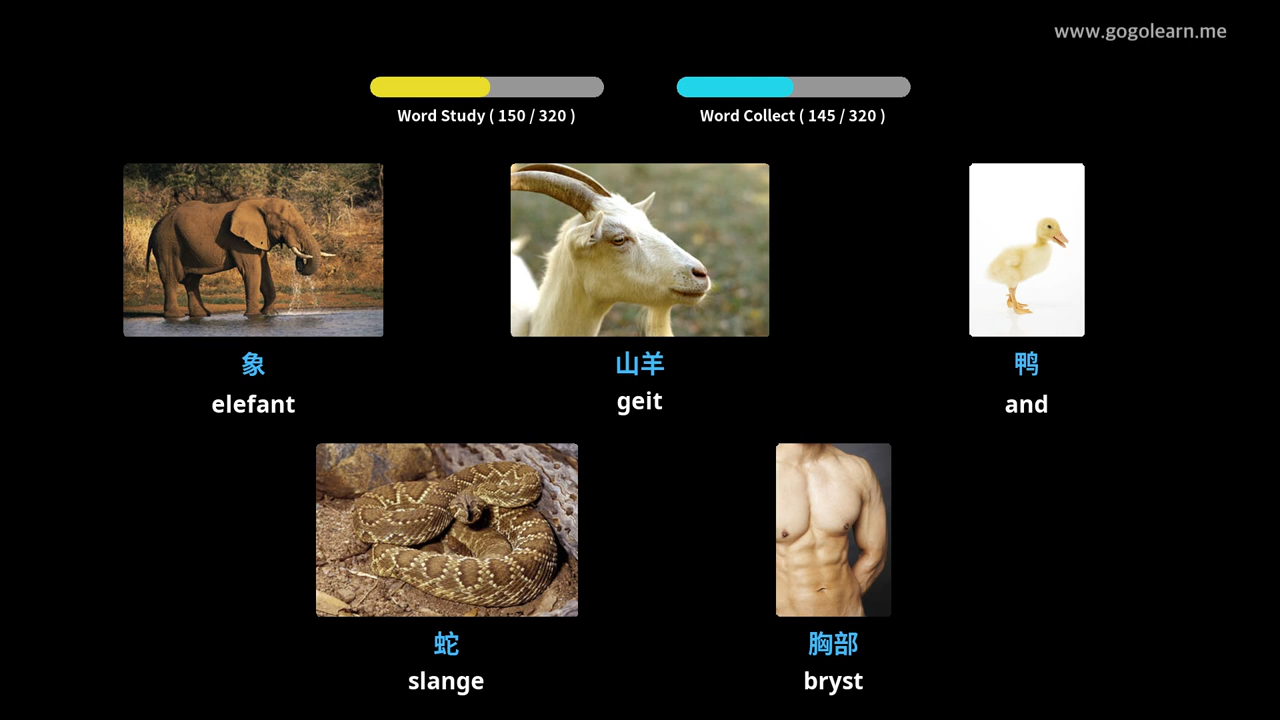 www.gogolearn.me
Word Study ( 150 / 320 )
Word Collect ( 145 / 320 )
象
elefant
山羊
geit
鸭
and
蛇
slange
胸部
bryst